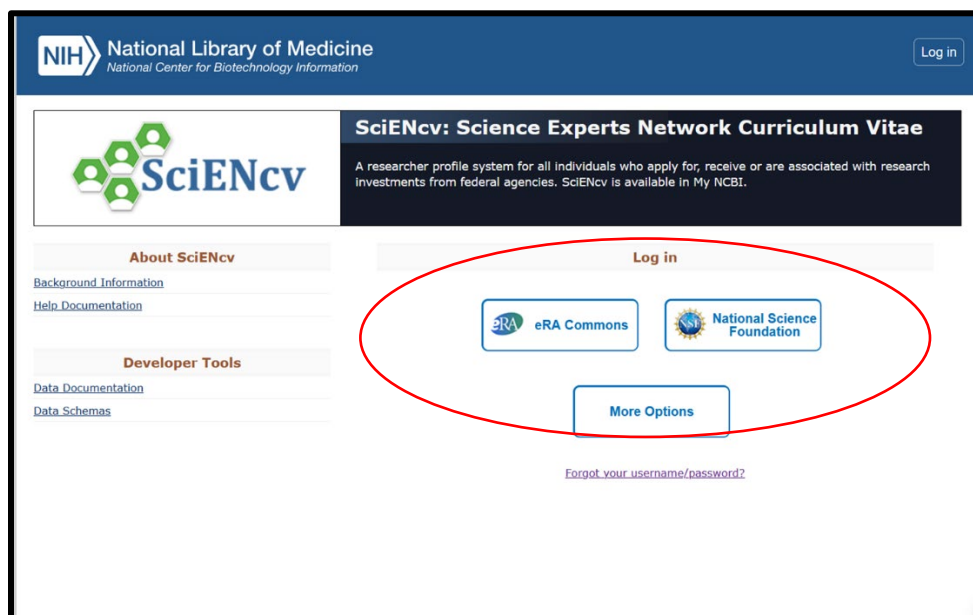 NIH
National Library of Medicine
National Center for Biotechnology Information
Log in
SciENcv
SciENcv: Science Experts Network Curriculum Vitae
A researcher profile system for all individuals who apply for, receive or are associated with research
investments from federal agencies. SciENcv is available in My NCBI.
About SciENcv
Background Information
Help Documentation
Developer Tools
Data Documentation
Data Schemas
Log in
eRA
eRA Commons
NSF
National Science
Foundation
More Options
Forgot your username/password?